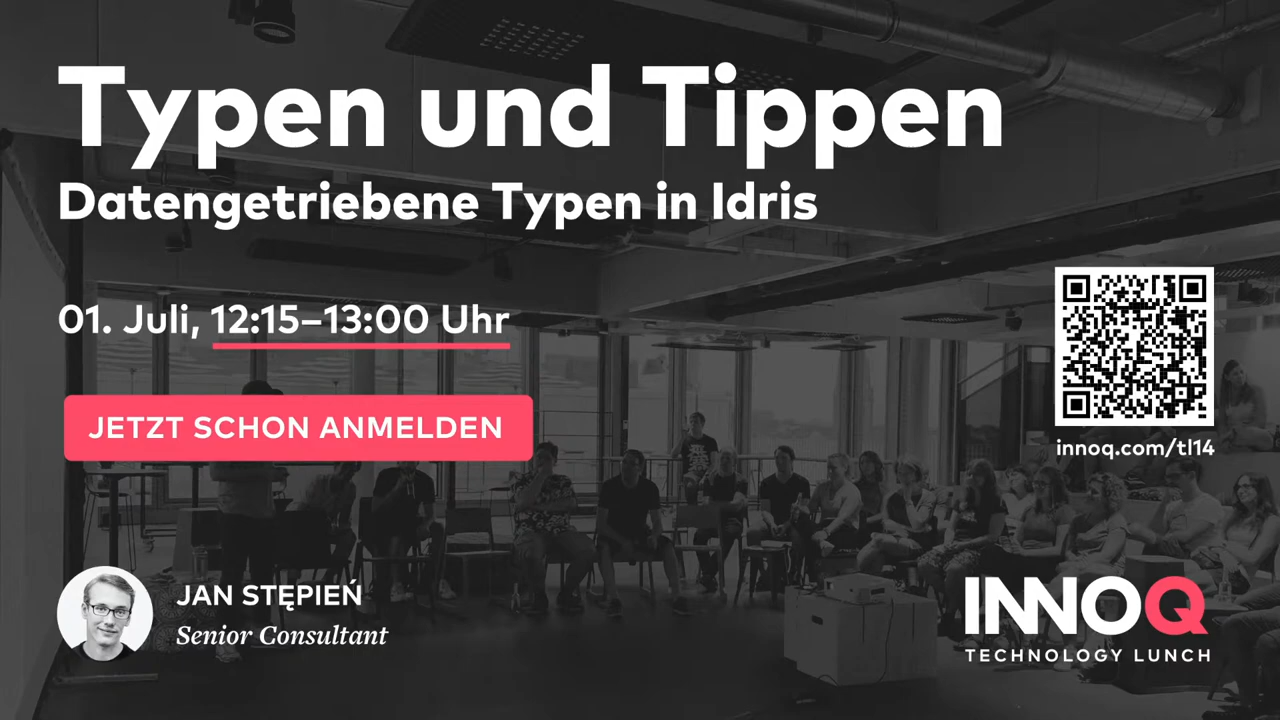 Typen und Tippen
Datengetriebene Typen in Idris
01. Juli, 12:15–13:00 Uhr
JETZT SCHON ANMELDEN
innoq.com/tl14
JAN STĘPIEŃ
Senior Consultant
INNOQ
TECHNOLOGY LUNCH